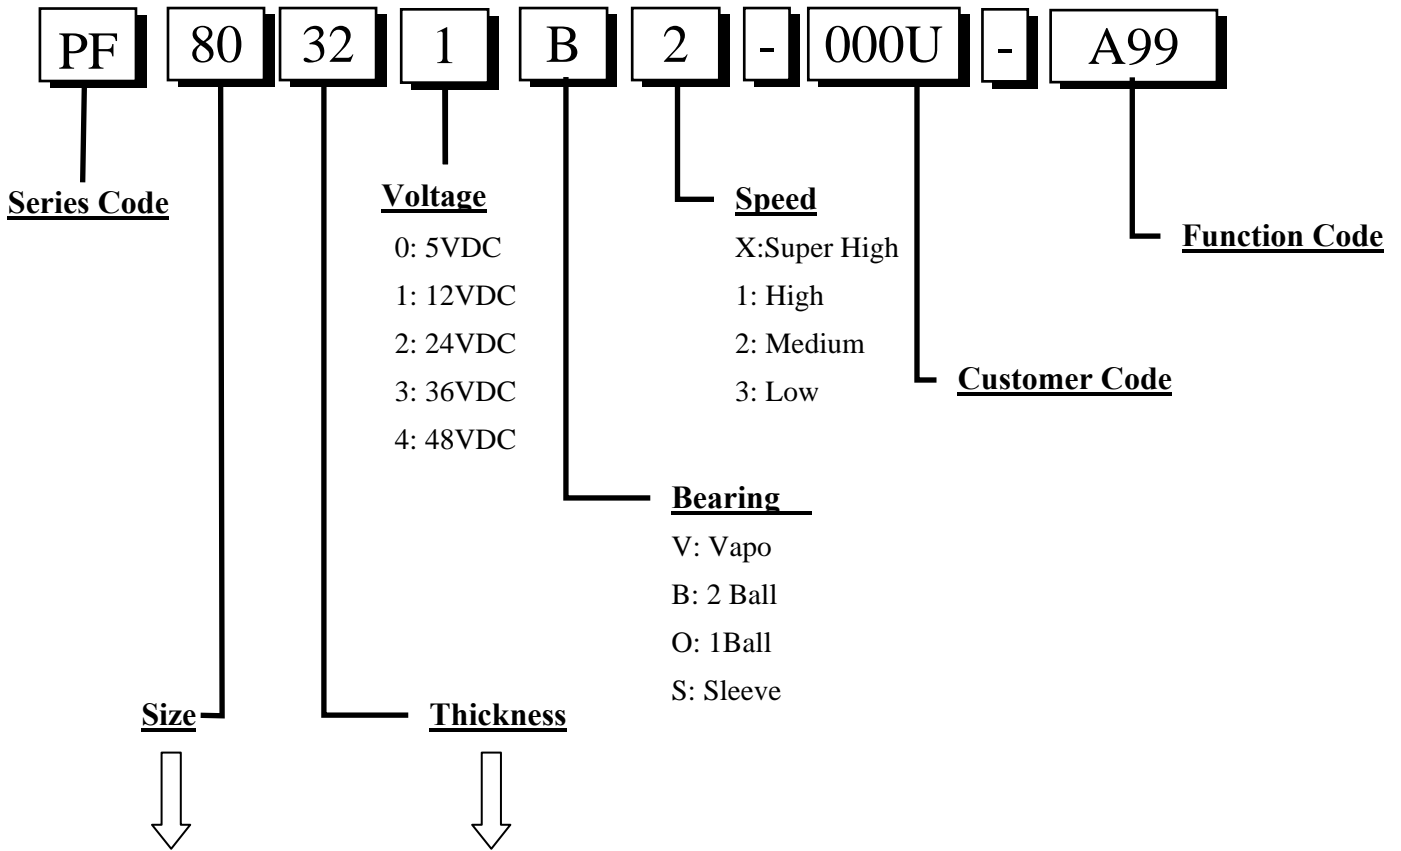 PF 80 32 1 B 2 - 000U - A99
Series Code
Voltage
0: 5VDC
1: 12VDC
2: 24VDC
3: 36VDC
4: 48VDC
Speed
X:Super High
1: High
2: Medium
3: Low
Function Code
Customer Code
Bearing
V: Vapo
B: 2 Ball
O: 1Ball
S: Sleeve
Size
Thickness